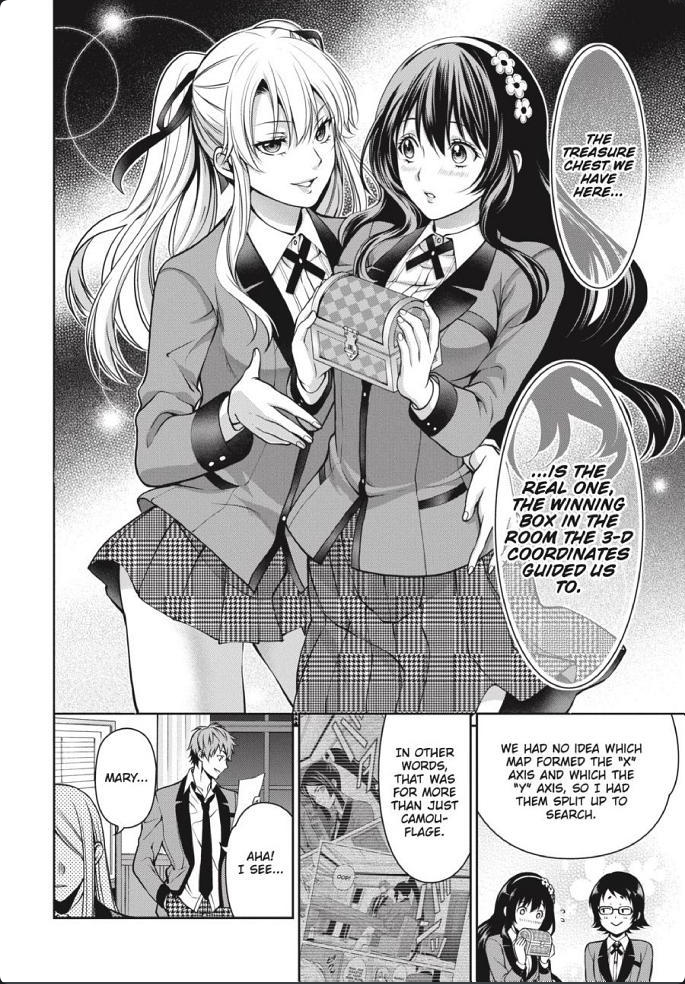 THE
TREASURE
CHEST WE
HAVE
HERE...
...IS THE
REAL ONE,
THE WINNING
BOX IN THE
ROOM THE 3-D
COORDINATES
GUIDED US
TO.
WE HAD NO IDEA WHICH
MAP FORMED THE "X"
AXIS AND WHICH THE
"Y" AXIS, SO I HAD
THEM SPLIT UP TO
SEARCH.
IN OTHER
WORDS,
THAT WAS
FOR MORE
THAN JUST
CAMOU-
FLAGE.
OOP!
AHA!
I SEE...
MARY...